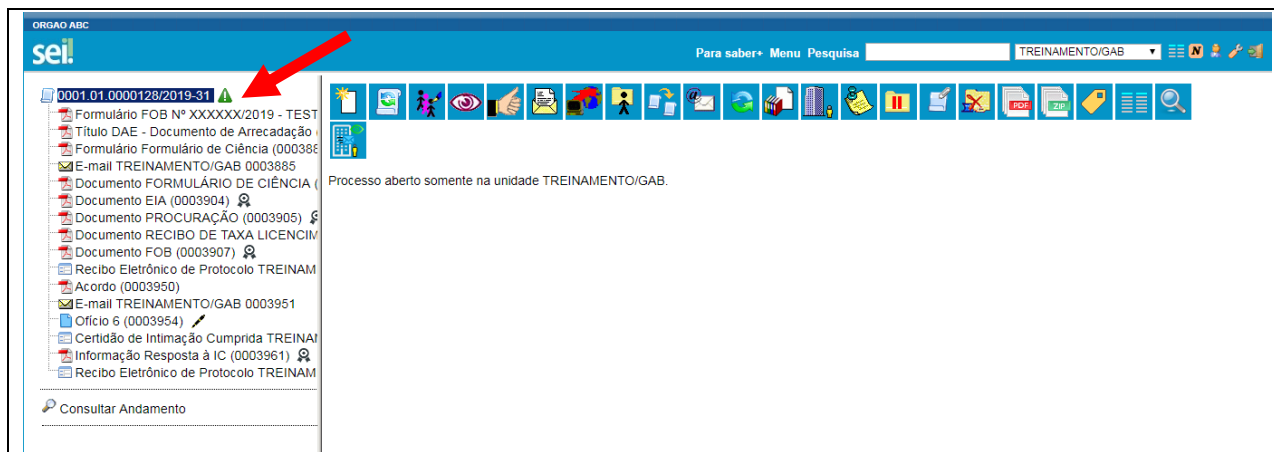 ORGAO ABC
sei!
Para saber+ Menu Pesquisa
TREINAMENTO/GAB
N
0001.01.0000128/2019-31
Formulário FOB Nº XXXXXX/2019 - TEST
Título DAE - Documento de Arrecadação
Formulário Formulário de Ciência (000388
E-mail TREINAMENTO/GAB 0003885
Documento FORMULÁRIO DE CIÊNCIA (
Documento EIA (0003904)
Documento PROCURAÇÃO (0003905)
Documento RECIBO DE TAXA LICENCIM
Documento FOB (0003907)
Recibo Eletrônico de Protocolo TREINAM
Acordo (0003950)
E-mail TREINAMENTO/GAB 0003951
Ofício 6 (0003954)
Certidão de Intimação Cumprida TREINAM
Informação Resposta à IC (0003961)
Recibo Eletrônico de Protocolo TREINAM
Consultar Andamento
PDF
ZIP
Processo aberto somente na unidade TREINAMENTO/GAB.